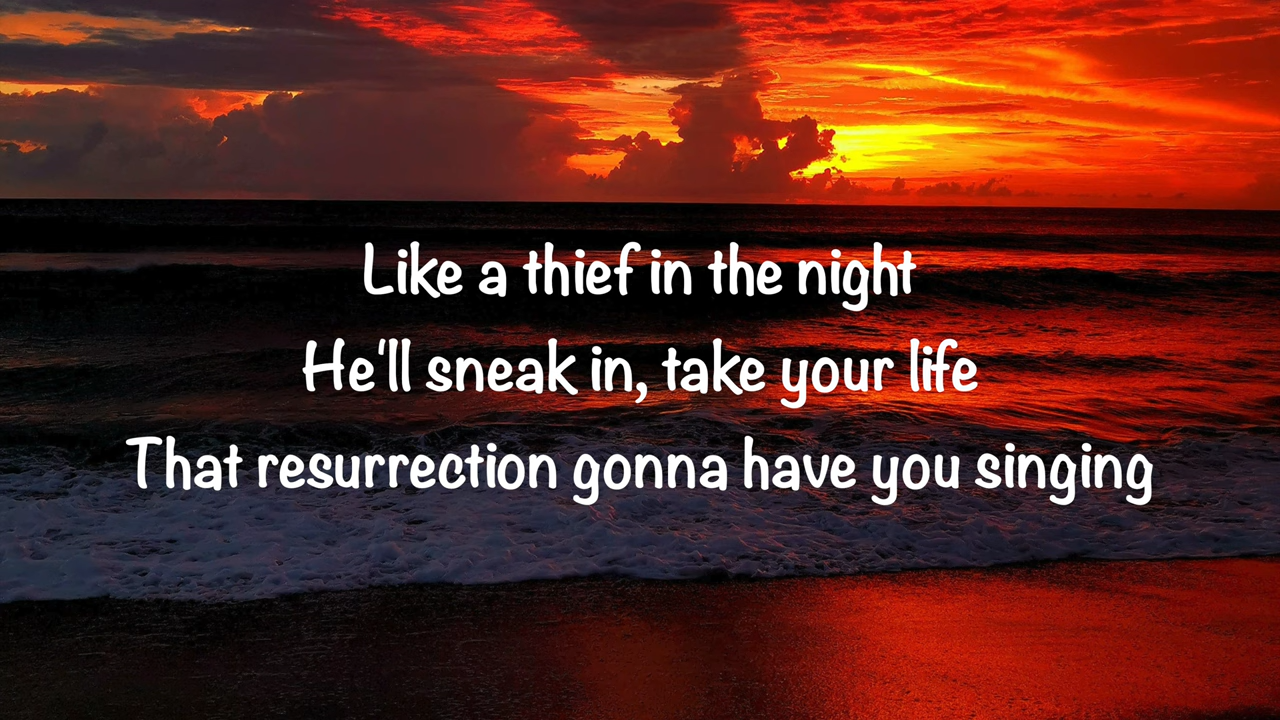 Like a thief in the night
He'll sneak in, take your life
That resurrection gonna have you singing